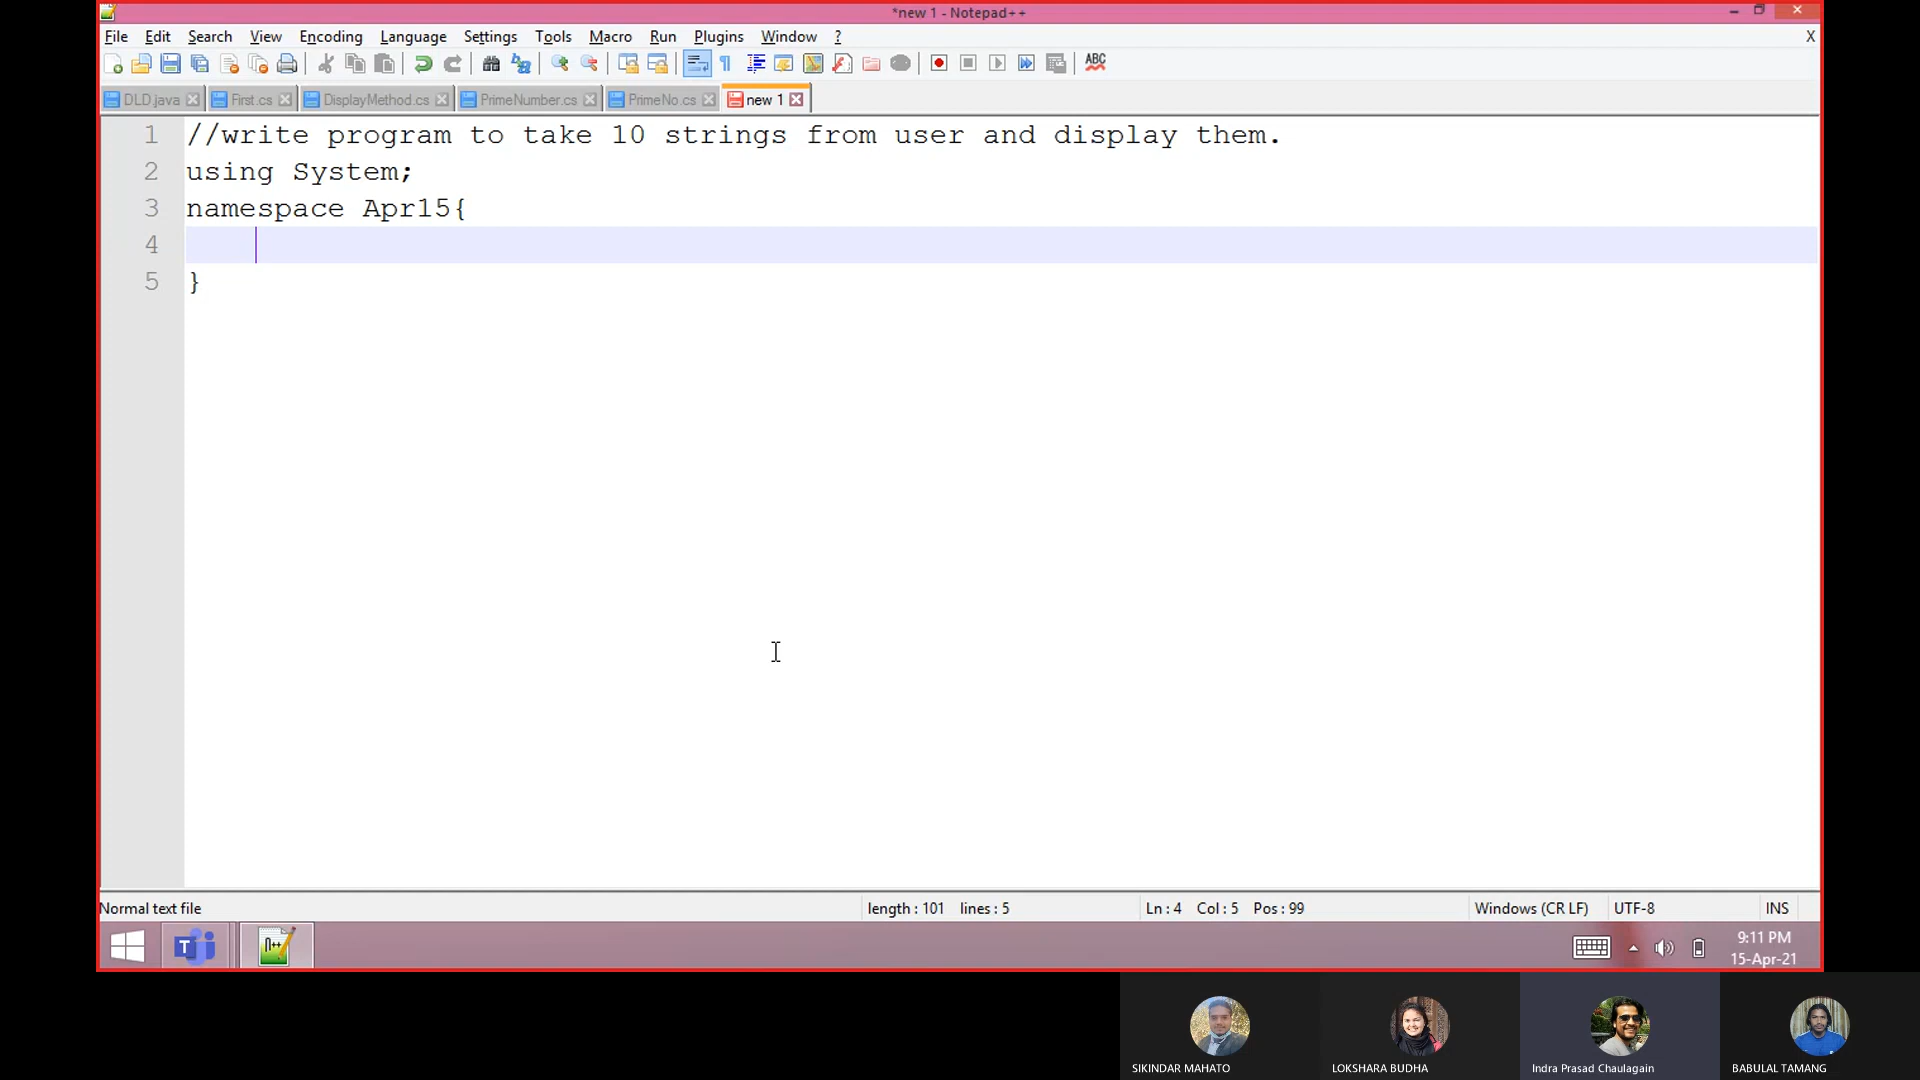 *new 1 - Notepad++
File Edit Search View Encoding Language Settings Tools Macro Run Plugins Window ?
X
ABC
DLD.java First.cs DisplayMethod.cs PrimeNumber.cs PrimeNo.cs new 1
1 //write program to take 10 strings from user and display them.
2 using System;
3 namespace Apr15{
4
5 }
Normal text file length : 101 lines : 5 Ln : 4 Col : 5 Pos : 99 Windows (CR LF) UTF-8 INS
9:11 PM
15-Apr-21
SIKINDAR MAHATO LOKSHARA BUDHA Indra Prasad Chaulagain BABULAL TAMANG